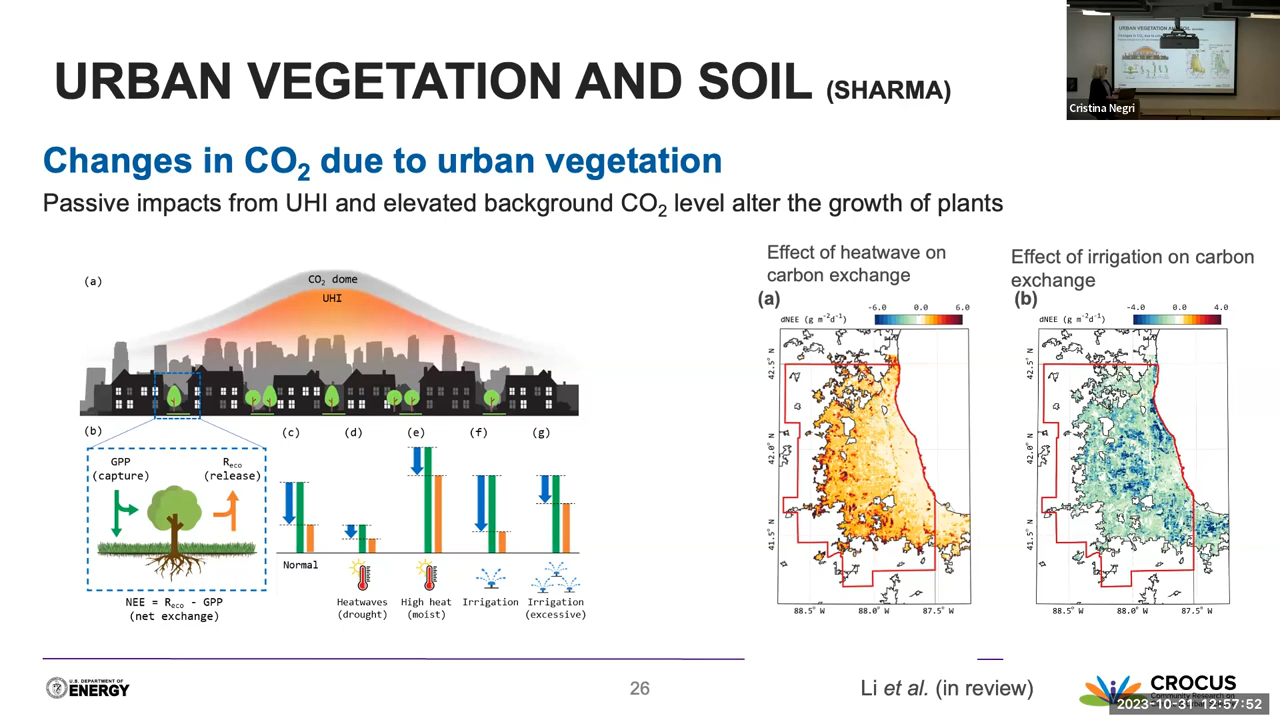 URBAN VEGETATION AND SOIL (SHARMA)
Cristina Negri
Changes in CO2 due to urban vegetation
Passive impacts from UHI and elevated background CO2 level alter the growth of plants
(a)
CO2 dome
UHI
(b)
GPP
(capture)
Reco
(release)
NEE = Reco - GPP
(net exchange)
(c)
(d)
(e)
(f)
(g)
Normal
Heatwaves
(drought)
High heat
(moist)
Irrigation
Irrigation
(excessive)
Effect of heatwave on
carbon exchange
(a)
-6.0 0.0 6.0
dNEE (g m-2d-1)
42.5° N
42.0° N
41.5° N
88.5° W 88.0° W 87.5° W
Effect of irrigation on carbon
exchange
(b)
-4.0 0.0 4.0
dNEE (g m-2d-1)
42.5° N
42.0° N
41.5° N
88.5° W 88.0° W 87.5° W
U.S. DEPARTMENT OF
ENERGY
26
Li et al. (in review)
CROCUS
Community Research on
2023-10-31 12:57:52